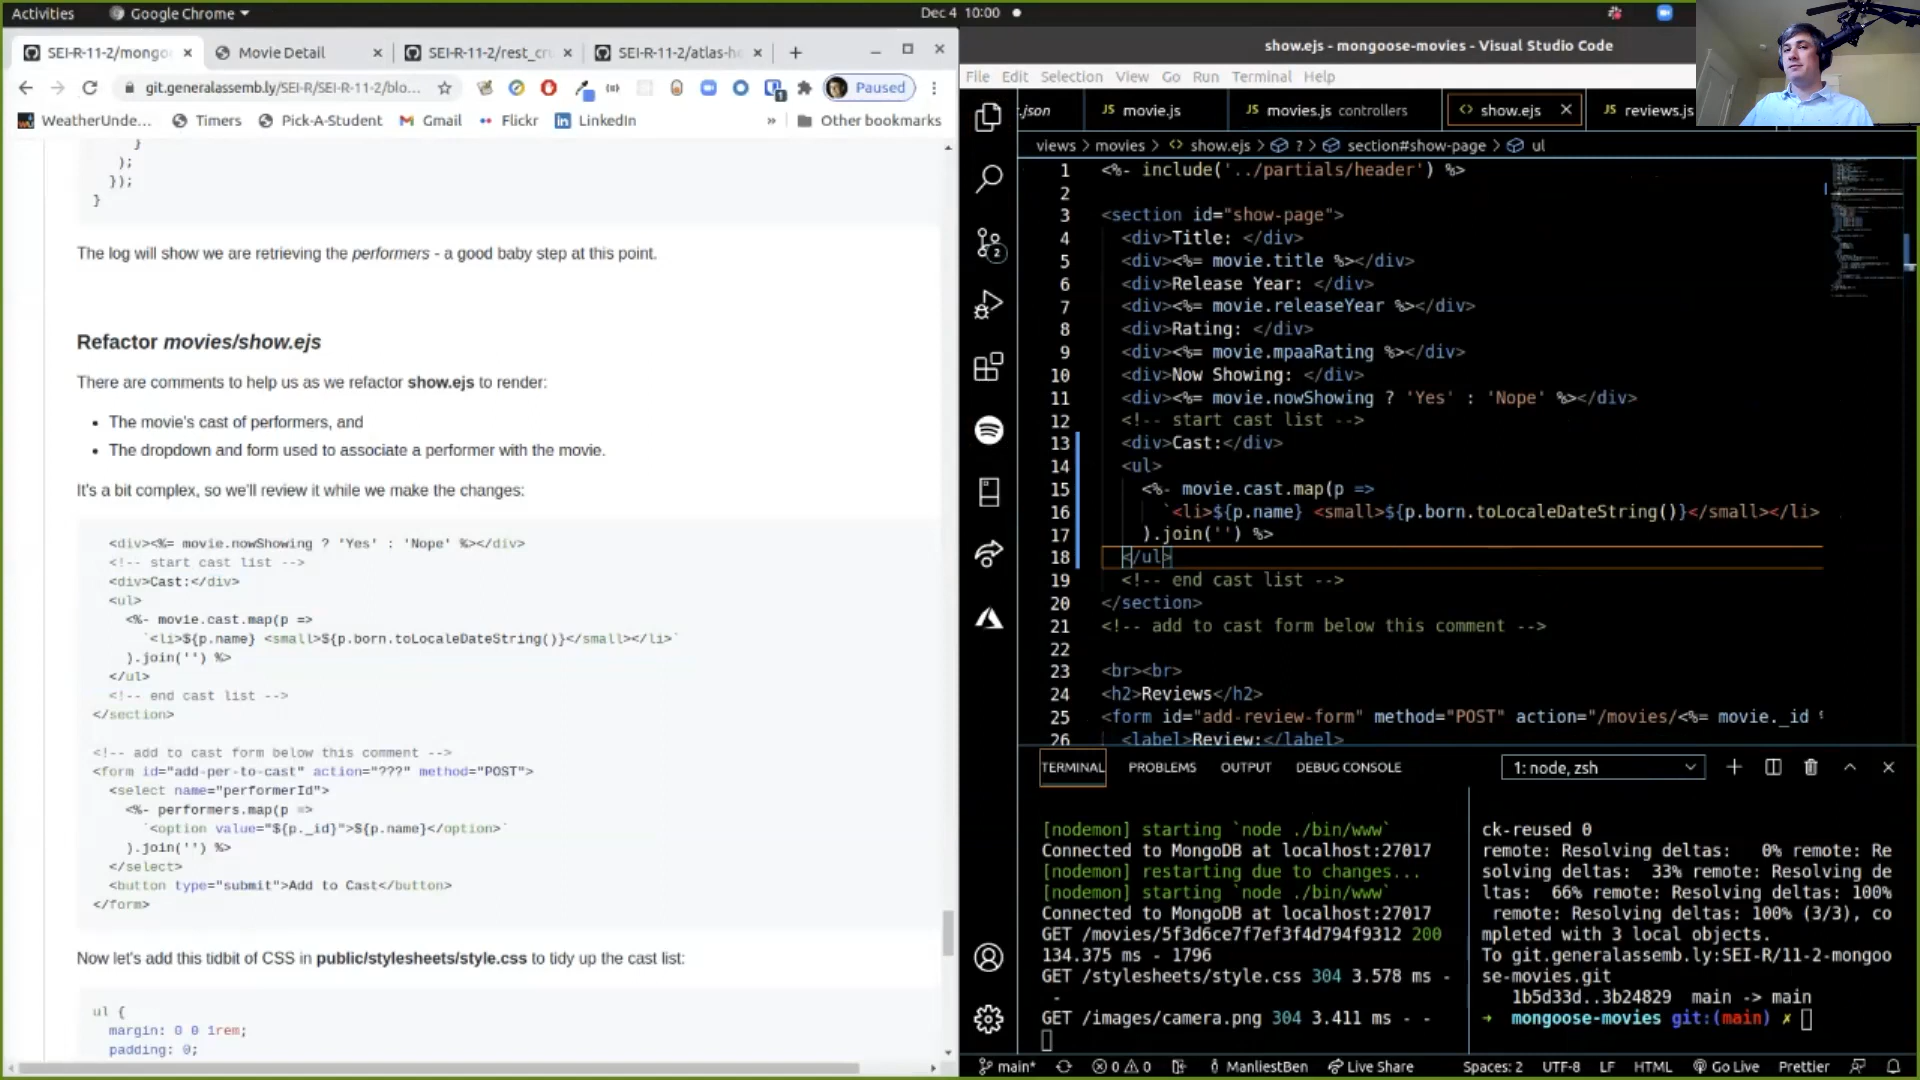 Activities
Google Chrome
Dec 4 10:00
SEI-R-11-2/mongo
Movie Detail
SEI-R-11-2/rest_cru
SEI-R-11-2/atlas-he
git.generalassemb.ly/SEI-R/SEI-R-11-2/blo...
Paused
WeatherUnde...
Timers
Pick-A-Student
Gmail
Flickr
LinkedIn
»
Other bookmarks
}
);
});
}
The log will show we are retrieving the performers - a good baby step at this point.
Refactor movies/show.ejs
There are comments to help us as we refactor show.ejs to render:
• The movie's cast of performers, and
• The dropdown and form used to associate a performer with the movie.
It's a bit complex, so we'll review it while we make the changes:
<div><%= movie.nowShowing ? 'Yes' : 'Nope' %></div>
<!-- start cast list -->
<div>Cast:</div>
<ul>
<%- movie.cast.map(p =>
`<li>${p.name} <small>${p.born.toLocaleDateString()}</small></li>`
).join('') %>
</ul>
<!-- end cast list -->
</section>
<!-- add to cast form below this comment -->
<form id="add-per-to-cast" action="???" method="POST">
<select name="performerId">
<%- performers.map(p =>
`<option value="${p._id}">${p.name}</option>`
).join('') %>
</select>
<button type="submit">Add to Cast</button>
</form>
Now let's add this tidbit of CSS in public/stylesheets/style.css to tidy up the cast list:
ul {
margin: 0 0 1rem;
padding: 0;
show.ejs - mongoose-movies - Visual Studio Code
File Edit Selection View Go Run Terminal Help
.json
JS movie.js
JS movies.js controllers
<> show.ejs
JS reviews.js
views > movies > <> show.ejs > ? > section#show-page > ul
1 <%- include('../partials/header') %>
2
3 <section id="show-page">
4 <div>Title: </div>
5 <div><%= movie.title %></div>
6 <div>Release Year: </div>
7 <div><%= movie.releaseYear %></div>
8 <div>Rating: </div>
9 <div><%= movie.mpaaRating %></div>
10 <div>Now Showing: </div>
11 <div><%= movie.nowShowing ? 'Yes' : 'Nope' %></div>
12 <!-- start cast list -->
13 <div>Cast:</div>
14 <ul>
15 <%- movie.cast.map(p =>
16 `<li>${p.name} <small>${p.born.toLocaleDateString()}</small></li>
17 ).join('') %>
18 </ul>
19 <!-- end cast list -->
20 </section>
21 <!-- add to cast form below this comment -->
22
23 <br><br>
24 <h2>Reviews</h2>
25 <form id="add-review-form" method="POST" action="/movies/<%= movie._id %
26 <label>Review:</label>
2
TERMINAL
PROBLEMS
OUTPUT
DEBUG CONSOLE
1: node, zsh
[nodemon] starting `node ./bin/www`
Connected to MongoDB at localhost:27017
[nodemon] restarting due to changes...
[nodemon] starting `node ./bin/www`
Connected to MongoDB at localhost:27017
GET /movies/5f3d6ce7f7ef3f4d794f9312 200
134.375 ms - 1796
GET /stylesheets/style.css 304 3.578 ms -
-
GET /images/camera.png 304 3.411 ms - -
ck-reused 0
remote: Resolving deltas: 0% remote: Re
solving deltas: 33% remote: Resolving de
ltas: 66% remote: Resolving deltas: 100%
remote: Resolving deltas: 100% (3/3), co
mpleted with 3 local objects.
To git.generalassemb.ly:SEI-R/11-2-mongoo
se-movies.git
1b5d33d..3b24829 main -> main
→ mongoose-movies git:(main) ✗
main*
0
0
ManliestBen
Live Share
Spaces: 2
UTF-8
LF
HTML
Go Live
Prettier